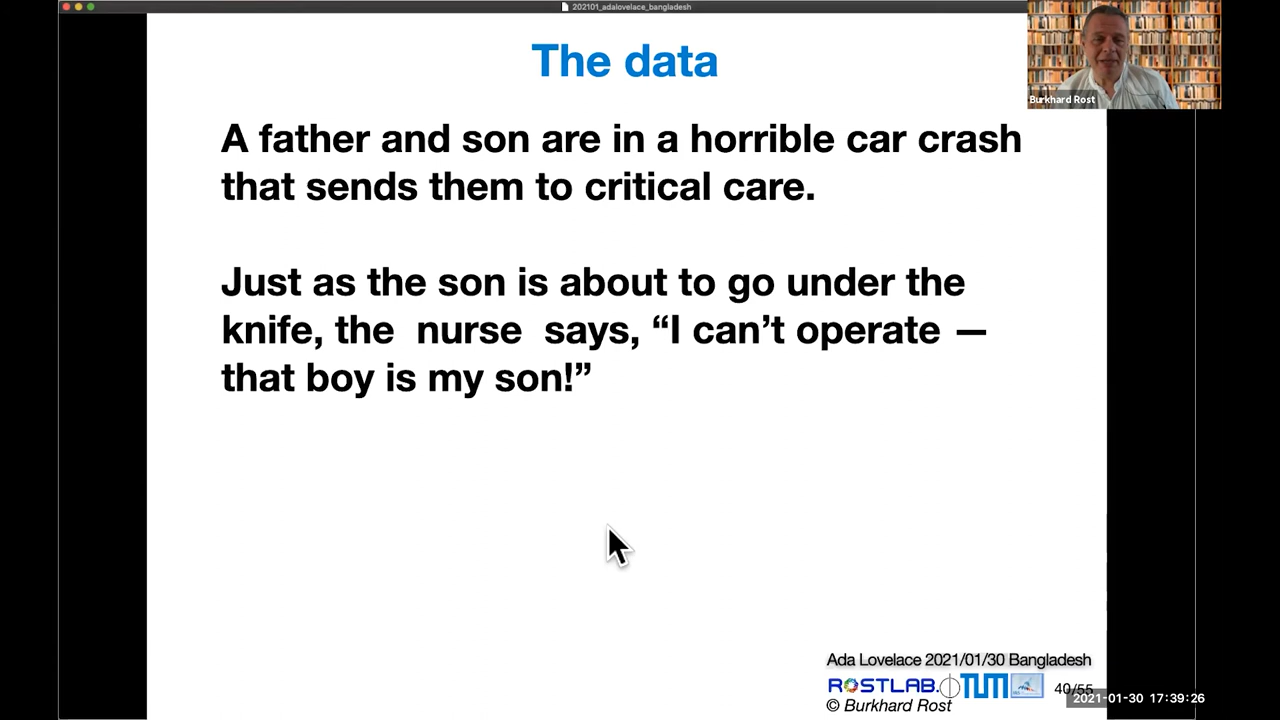 202101_adalovelace_bangladesh
The data
Burkhard Rost
A father and son are in a horrible car crash
that sends them to critical care.
Just as the son is about to go under the
knife, the nurse says, “I can’t operate —
that boy is my son!”
Ada Lovelace 2021/01/30 Bangladesh
ROSTLAB. TUM
40/55
2021-01-30 17:39:26
© Burkhard Rost